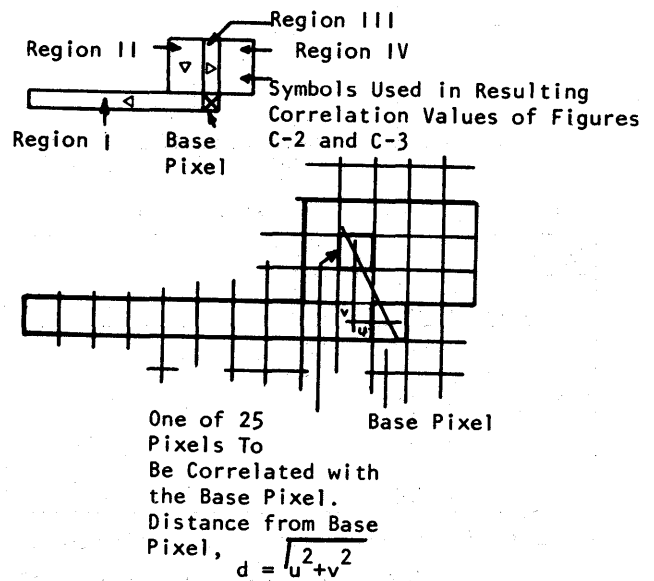 Region III
Region II
Region IV
Symbols Used in Resulting
Correlation Values of Figures
C-2 and C-3
Region I
Base
Pixel
v
u
One of 25
Pixels To
Be Correlated with
the Base Pixel.
Distance from Base
Pixel, d = √u²+v²
Base Pixel